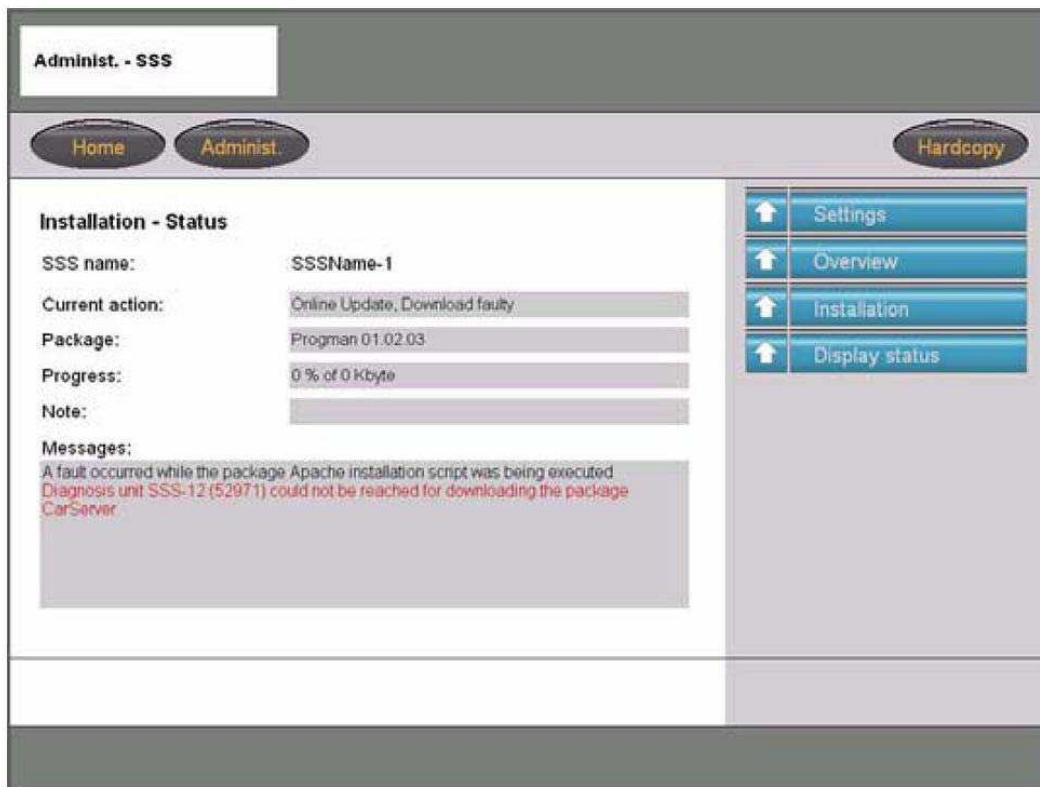 Administ. - SSS
Home
Administ.
Hardcopy
Installation - Status
SSS name: SSSName-1
Current action: Online Update, Download faulty
Package: Progman 01.02.03
Progress: 0 % of 0 Kbyte
Note:
Messages:
A fault occurred while the package Apache installation script was being executed
Diagnosis unit SSS-12 (52971) could not be reached for downloading the package
CarServer
Settings
Overview
Installation
Display status